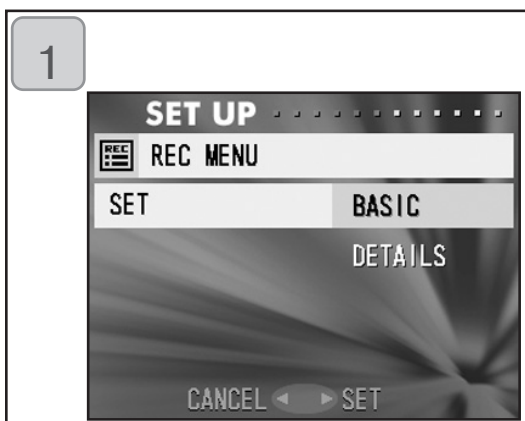 1
SET UP
REC MENU
SET BASIC
DETAILS
CANCEL SET